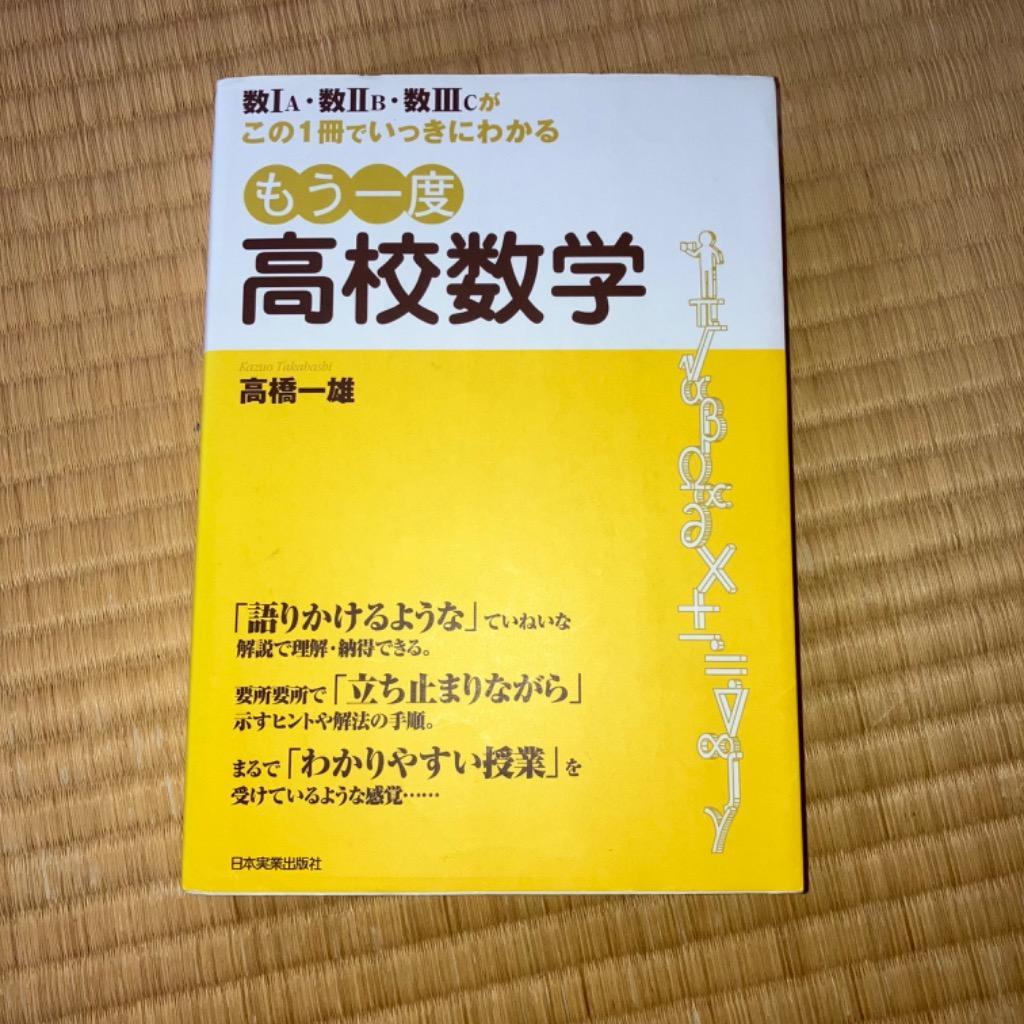 数ⅠA・数ⅡB・数ⅢCが
この1冊でいっきにわかる
もう一度
高校数学
Kazuo Takahashi
高橋一雄
「語りかけるような」ていねいな
解説で理解・納得できる。
要所要所で「立ち止まりながら」
示すヒントや解法の手順。
まるで「わかりやすい授業」を
受けているような感覚……
日本実業出版社